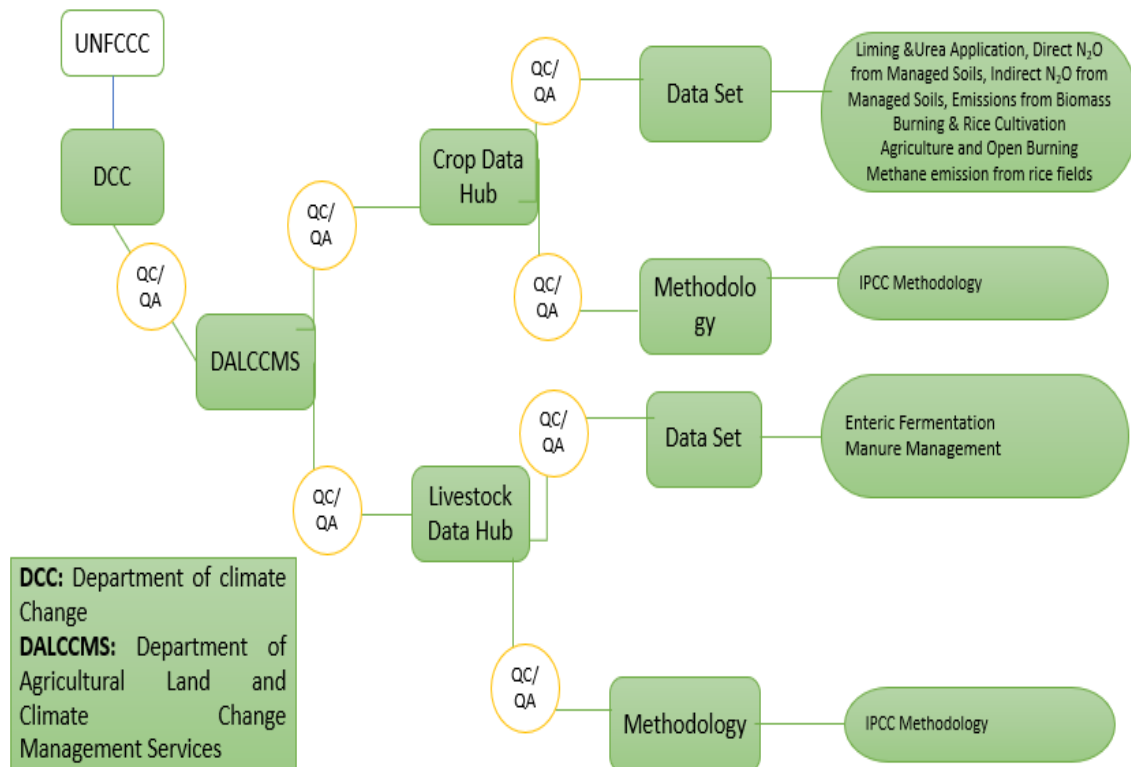 UNFCCC
DCC
QC/
QA
DALCCMS
QC/
QA
Crop Data
Hub
QC/
QA
Data Set
Liming &Urea Application, Direct N₂O
from Managed Soils, Indirect N₂O from
Managed Soils, Emissions from Biomass
Burning & Rice Cultivation
Agriculture and Open Burning
Methane emission from rice fields
QC/
QA
Methodolo
gy
IPCC Methodology
QC/
QA
Livestock
Data Hub
QC/
QA
Data Set
Enteric Fermentation
Manure Management
QC/
QA
Methodology
IPCC Methodology
DCC: Department of climate
Change
DALCCMS: Department of
Agricultural Land and
Climate Change
Management Services